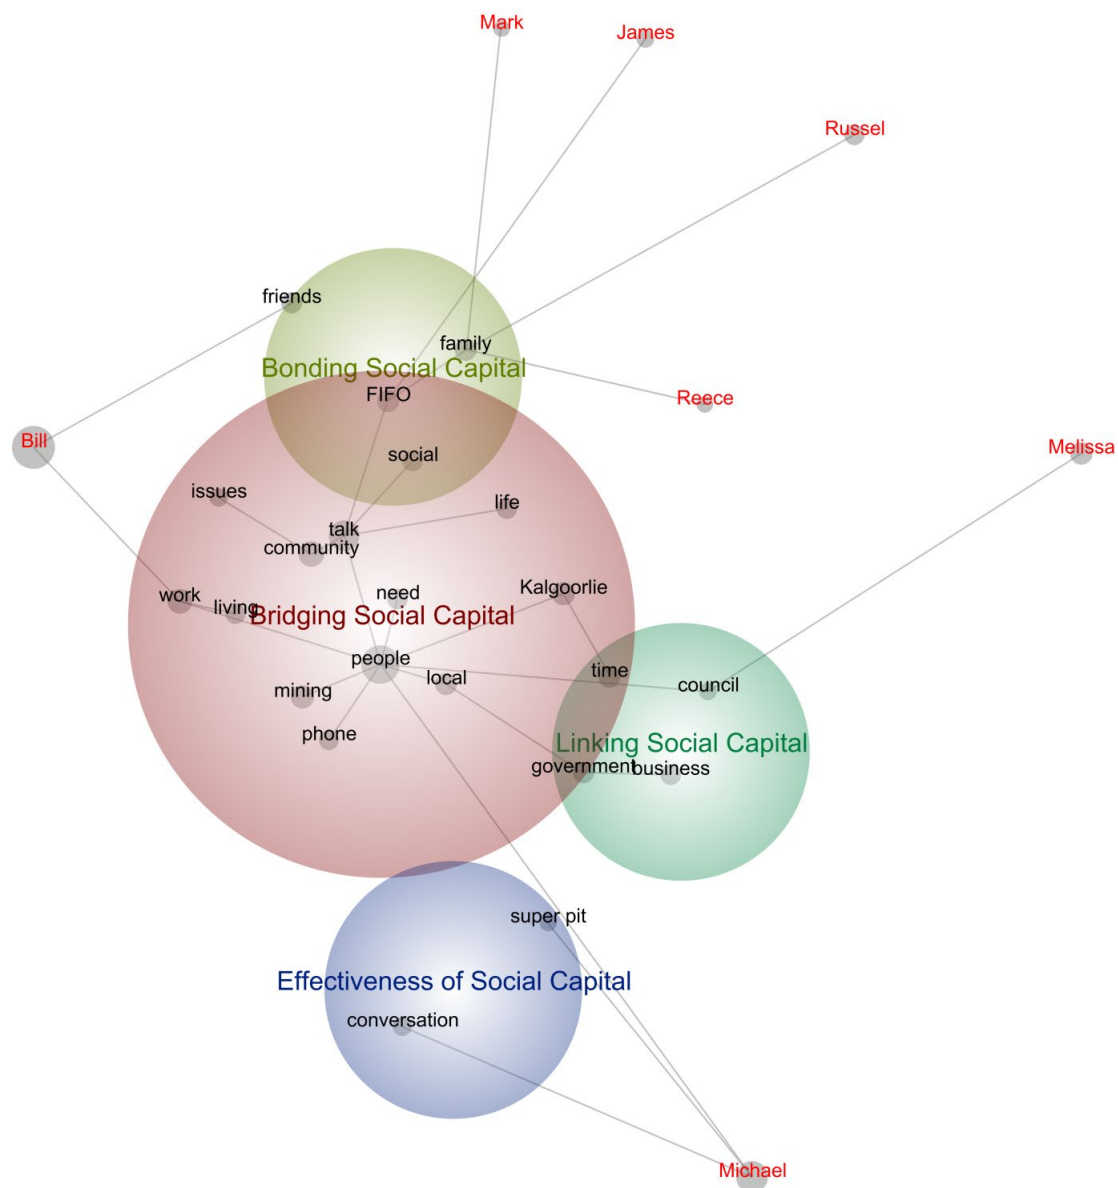 Mark
James
Russel
friends
family
Bonding Social Capital
FIFO
Reece
Bill
Melissa
social
issues
life
talk
community
Kalgoorlie
need
work
living
Bridging Social Capital
people
time
local
council
mining
phone
Linking Social Capital
government
business
super pit
Effectiveness of Social Capital
conversation
Michael